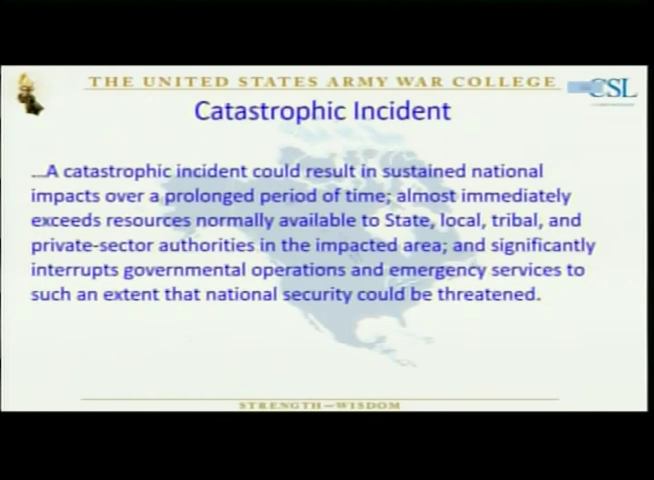 THE UNITED STATES ARMY WAR COLLEGE
CSL
Catastrophic Incident
...A catastrophic incident could result in sustained national
impacts over a prolonged period of time; almost immediately
exceeds resources normally available to State, local, tribal, and
private-sector authorities in the impacted area; and significantly
interrupts governmental operations and emergency services to
such an extent that national security could be threatened.
STRENGTH—WISDOM